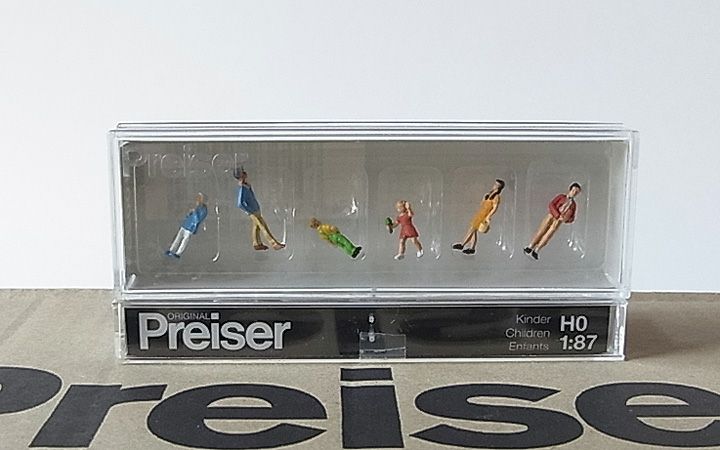 Preiser
ORIGINAL
Preiser
Kinder
Children
Enfants
H0
1:87
Preise